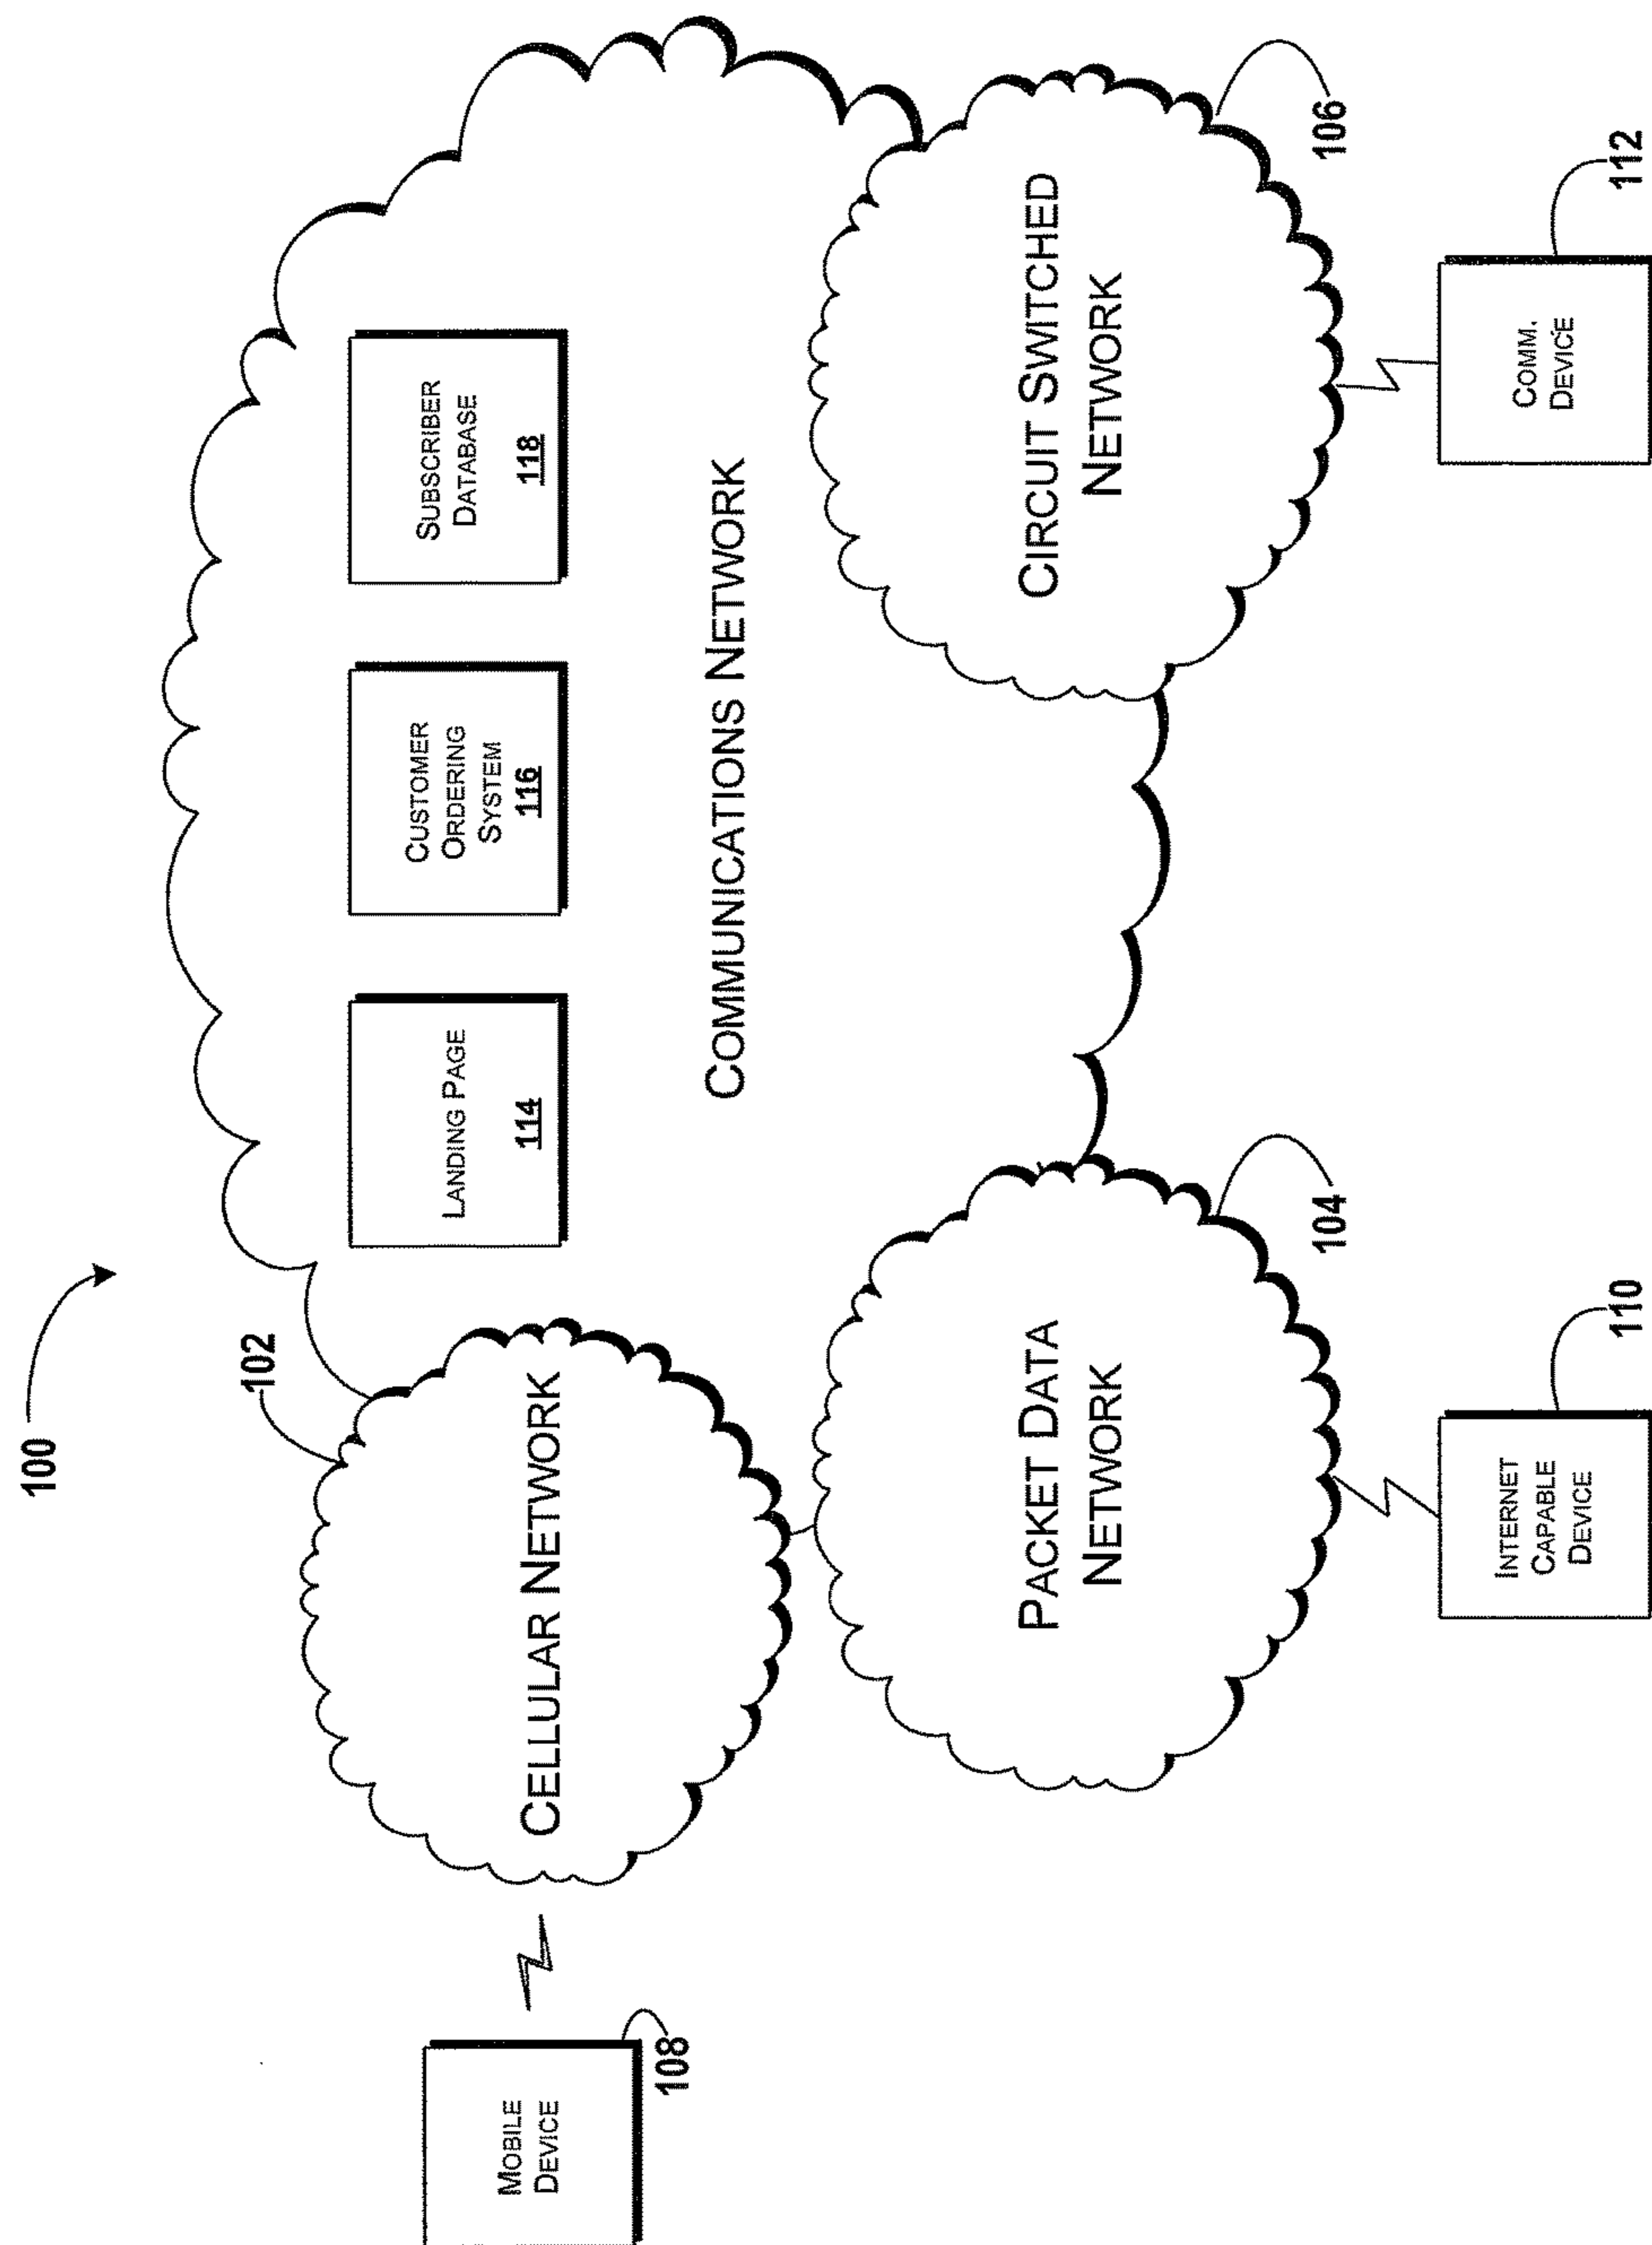 100
102
LANDING PAGE
114
CUSTOMER
ORDERING
SYSTEM
116
SUBSCRIBER
DATABASE
118
MOBILE
DEVICE
108
CELLULAR NETWORK
COMMUNICATIONS NETWORK
PACKET DATA
NETWORK
104
CIRCUIT SWITCHED
NETWORK
106
INTERNET
CAPABLE
DEVICE
110
COMM.
DEVICE
112